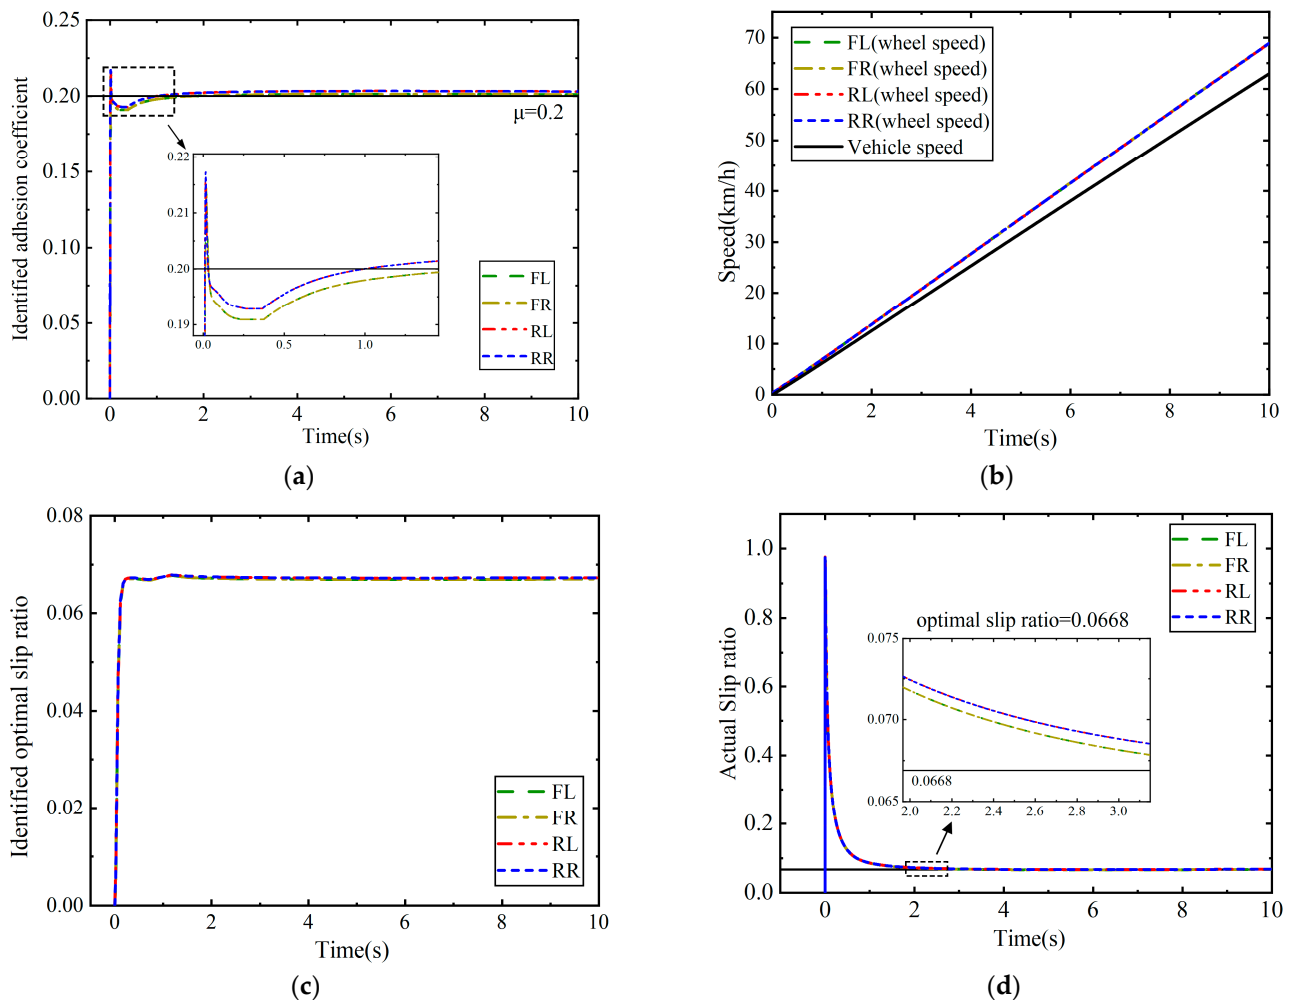 0.25
0.20
0.15
0.10
0.05
0.00
Identified adhesion coefficient
μ=0.2
0.22
0.21
0.20
0.19
0.0 0.5 1.0
FL
FR
RL
RR
0 2 4 6 8 10
Time(s)
(a)
70
60
50
40
30
20
10
0
Speed(km/h)
FL(wheel speed)
FR(wheel speed)
RL(wheel speed)
RR(wheel speed)
Vehicle speed
0 2 4 6 8 10
Time(s)
(b)
0.08
0.06
0.04
0.02
0.00
Identified optimal slip ratio
FL
FR
RL
RR
0 2 4 6 8 10
Time(s)
(c)
1.0
0.8
0.6
0.4
0.2
0.0
Actual Slip ratio
FL
FR
RL
RR
optimal slip ratio=0.0668
0.075
0.070
0.065
0.0668
2.0 2.2 2.4 2.6 2.8 3.0
0 2 4 6 8 10
Time(s)
(d)